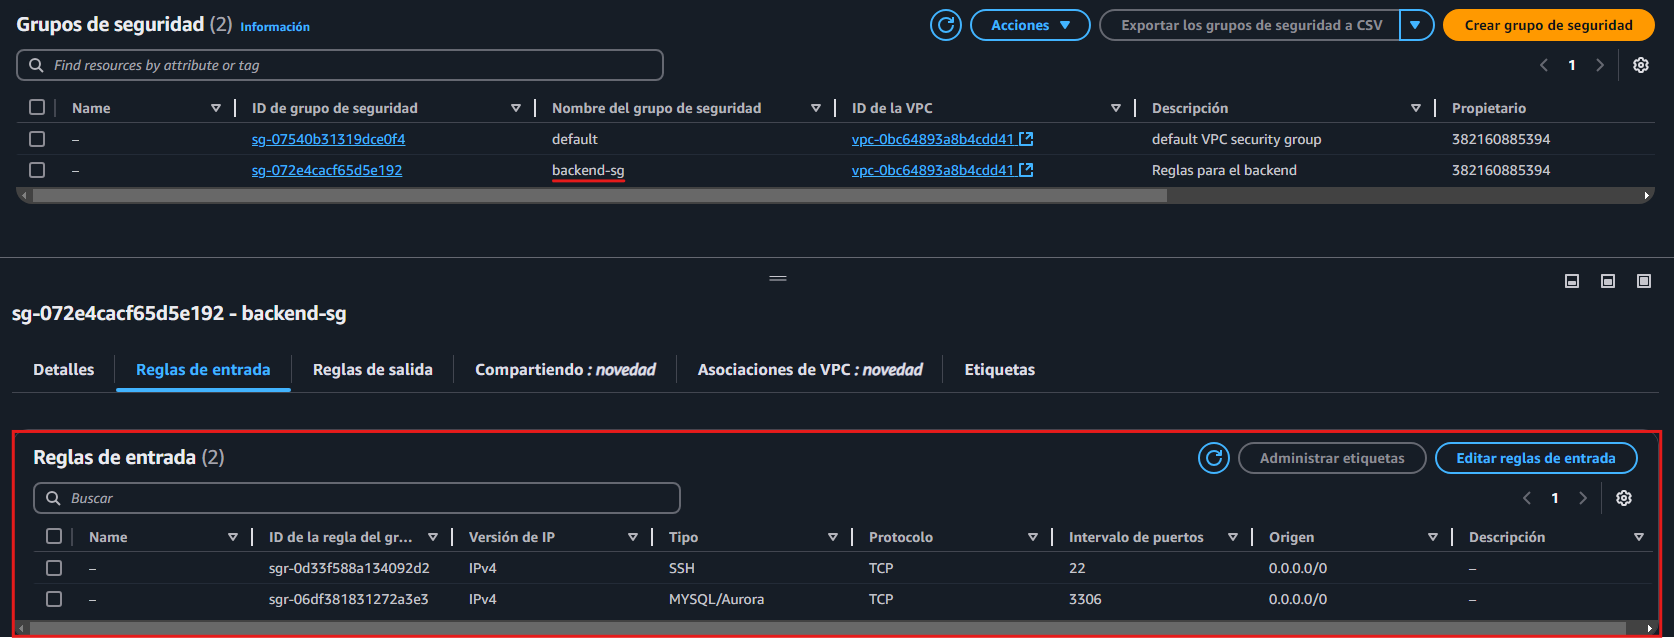 Grupos de seguridad (2) Información
Acciones
Exportar los grupos de seguridad a CSV
Crear grupo de seguridad
Find resources by attribute or tag
1
Name ID de grupo de seguridad Nombre del grupo de seguridad ID de la VPC Descripción Propietario
– sg-07540b31319dce0f4 default vpc-0bc64893a8b4cdd41 default VPC security group 382160885394
– sg-072e4cacf65d5e192 backend-sg vpc-0bc64893a8b4cdd41 Reglas para el backend 382160885394
sg-072e4cacf65d5e192 - backend-sg
Detalles Reglas de entrada Reglas de salida Compartiendo : novedad Asociaciones de VPC : novedad Etiquetas
Reglas de entrada (2)
Administrar etiquetas
Editar reglas de entrada
Buscar
1
Name ID de la regla del gr... Versión de IP Tipo Protocolo Intervalo de puertos Origen Descripción
– sgr-0d33f588a134092d2 IPv4 SSH TCP 22 0.0.0.0/0 –
– sgr-06df381831272a3e3 IPv4 MYSQL/Aurora TCP 3306 0.0.0.0/0 –